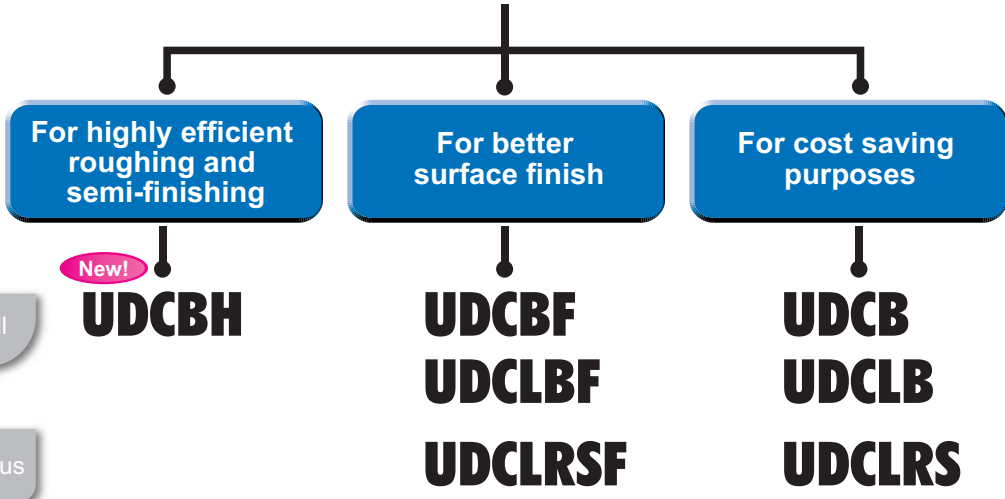 For highly efficient
roughing and
semi-finishing
For better
surface finish
For cost saving
purposes
New!
UDCBH
UDCBF
UDCB
UDCLBF
UDCLB
UDCLRSF
UDCLRS